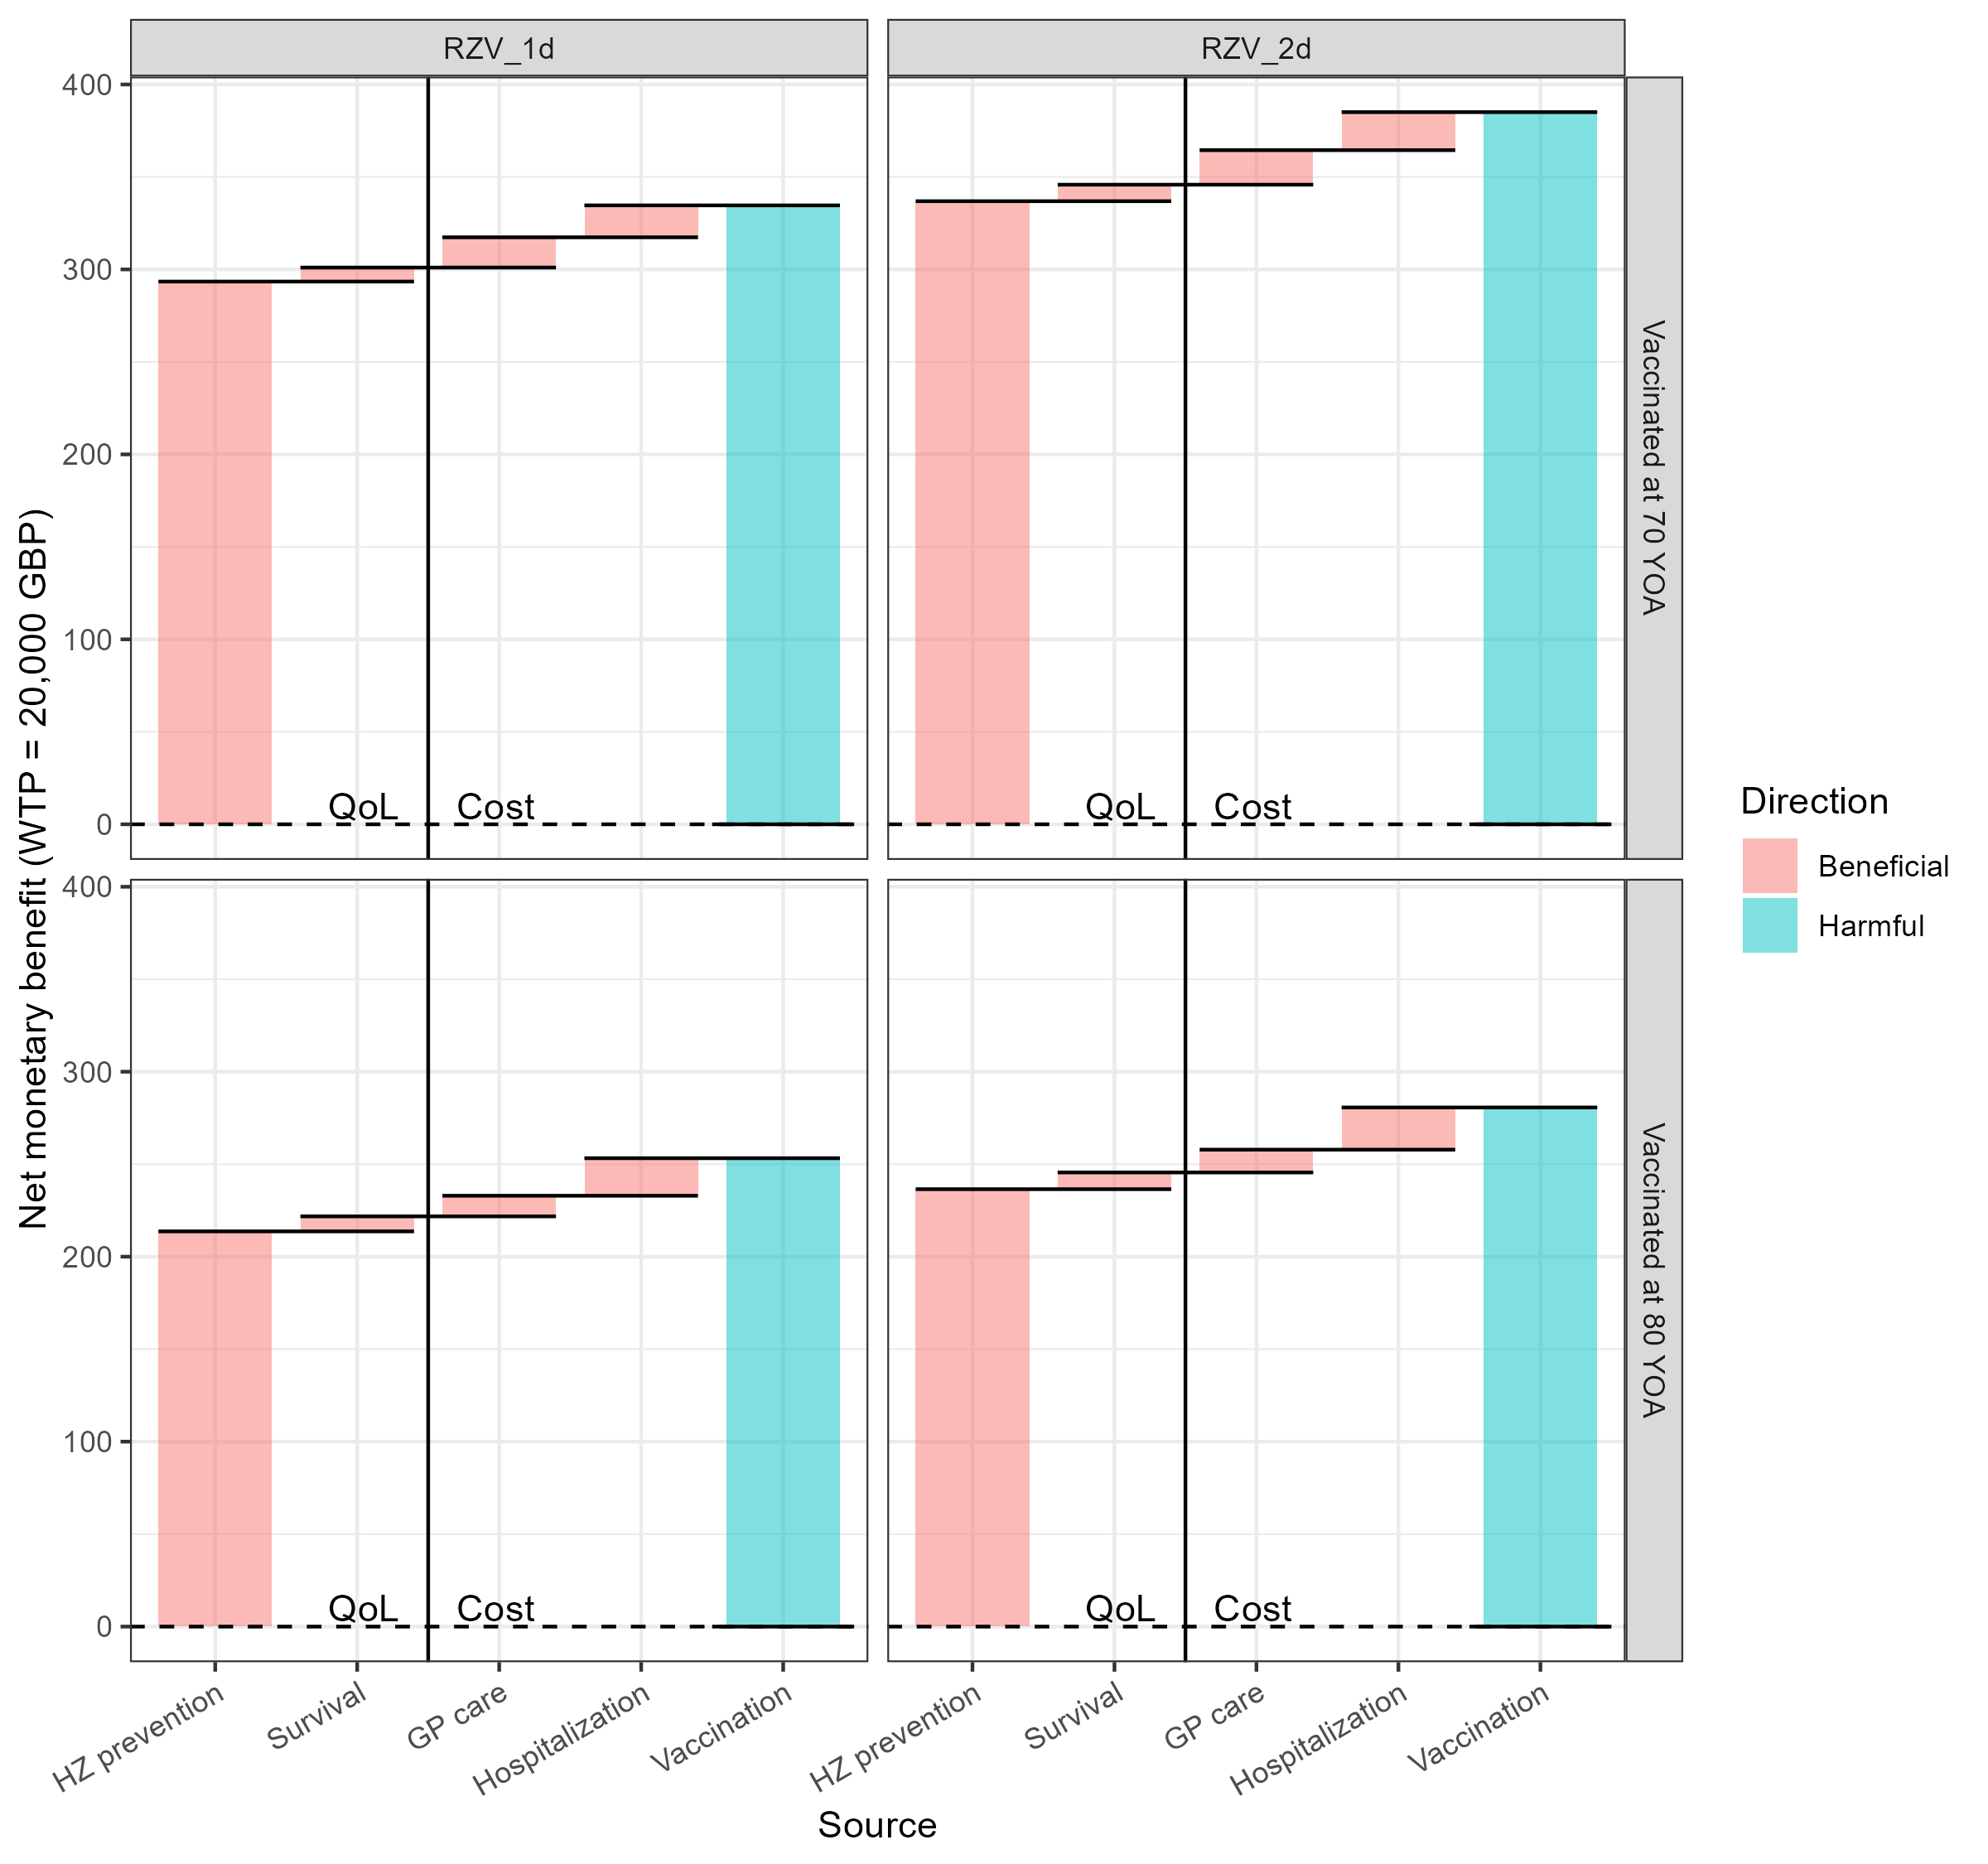 RZV_1d
RZV_2d
Net monetary benefit (WTP = 20,000 GBP)
400
300
200
100
0
QoL
Cost
QoL
Cost
Vaccinated at 70 YOA
400
300
200
100
0
QoL
Cost
QoL
Cost
Vaccinated at 80 YOA
HZ prevention
Survival
GP care
Hospitalization
Vaccination
HZ prevention
Survival
GP care
Hospitalization
Vaccination
Source
Direction
Beneficial
Harmful